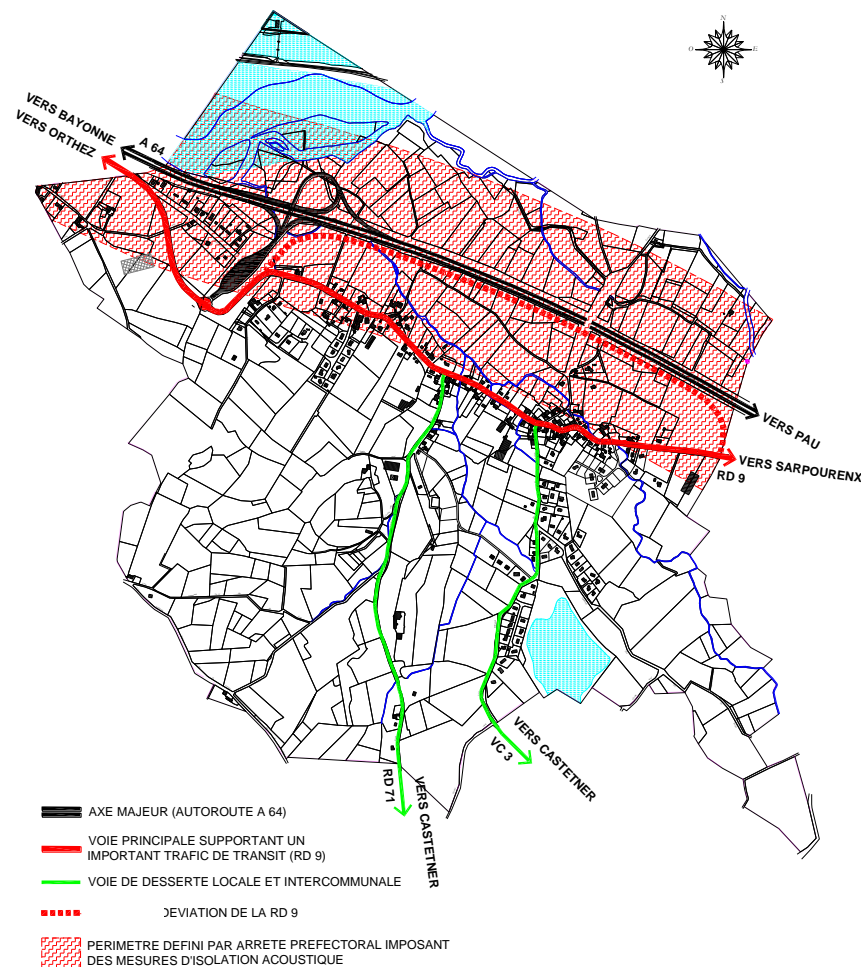 N
O
E
S
VERS BAYONNE
VERS ORTHEZ
A 64
VERS PAU
VERS SARPOURENX
RD 9
VERS CASTETNER
VC 3
RD 71
VERS CASTETNER
AXE MAJEUR (AUTOROUTE A 64)
VOIE PRINCIPALE SUPPORTANT UN
IMPORTANT TRAFIC DE TRANSIT (RD 9)
VOIE DE DESSERTE LOCALE ET INTERCOMMUNALE
DEVIATION DE LA RD 9
PERIMETRE DEFINI PAR ARRETE PREFECTORAL IMPOSANT
DES MESURES D'ISOLATION ACOUSTIQUE